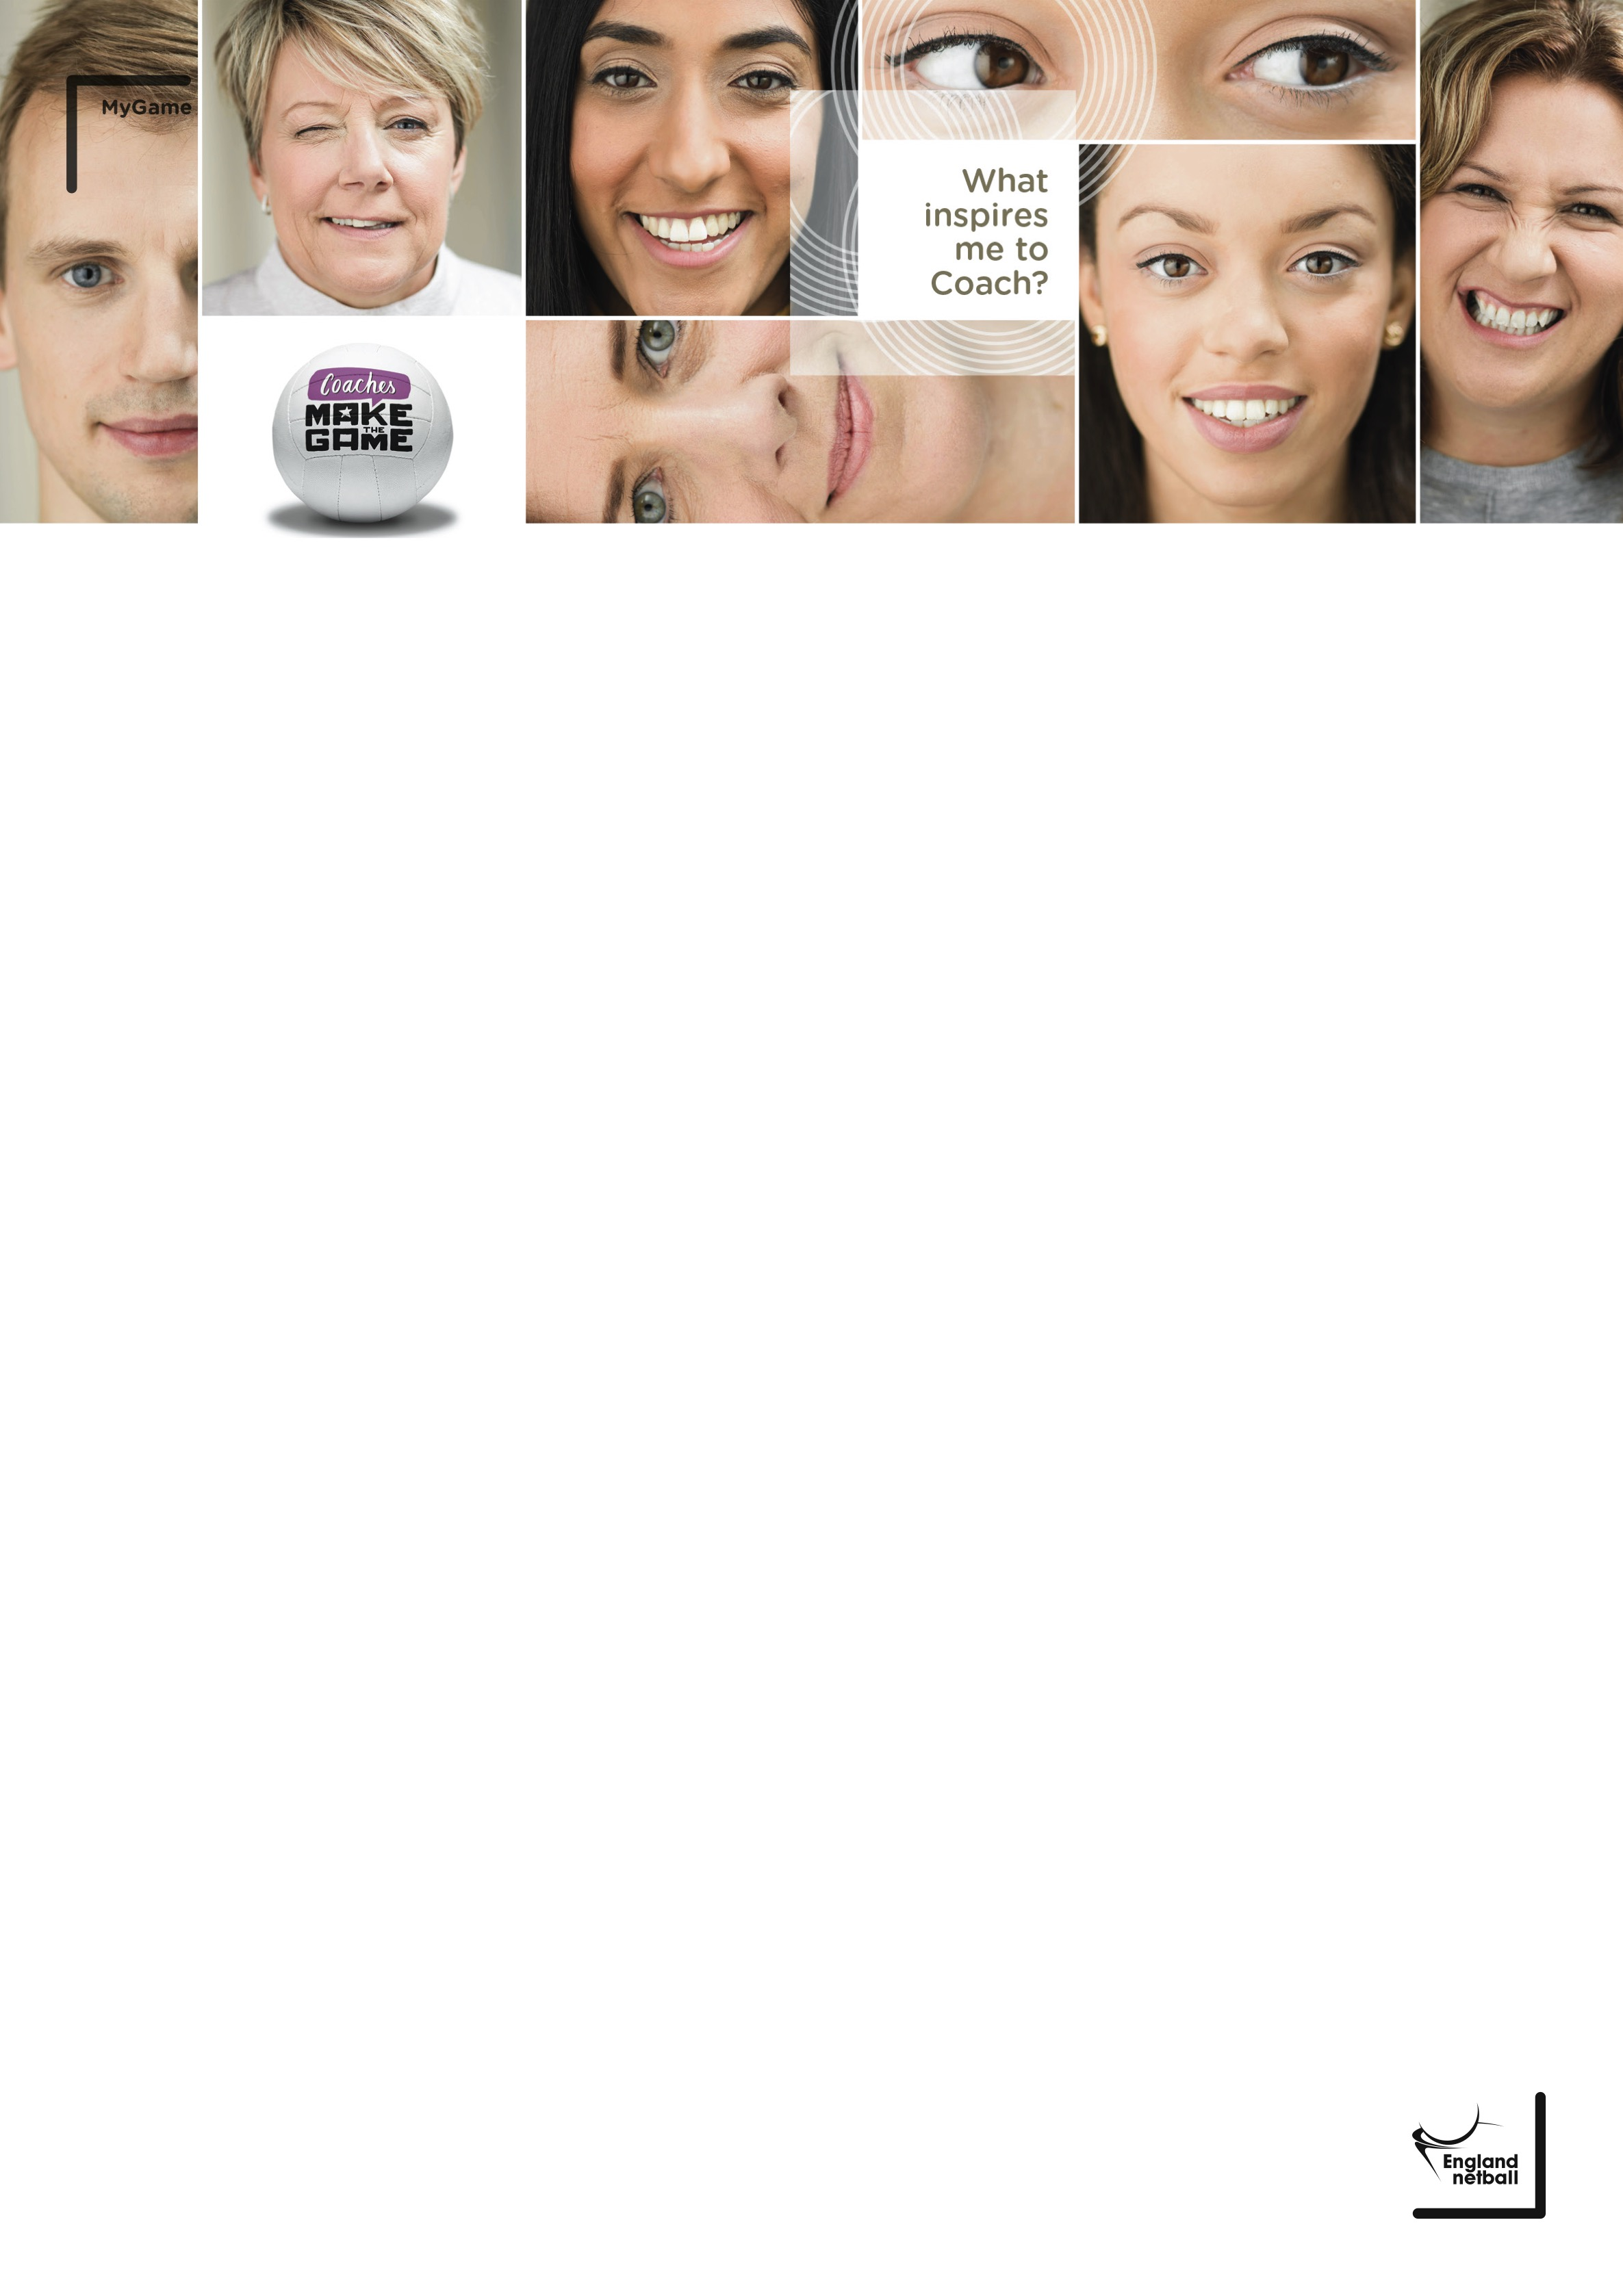 MyGame
What
inspires
me to
Coach?
Coaches
MAKE
THE
GAME
England
netball